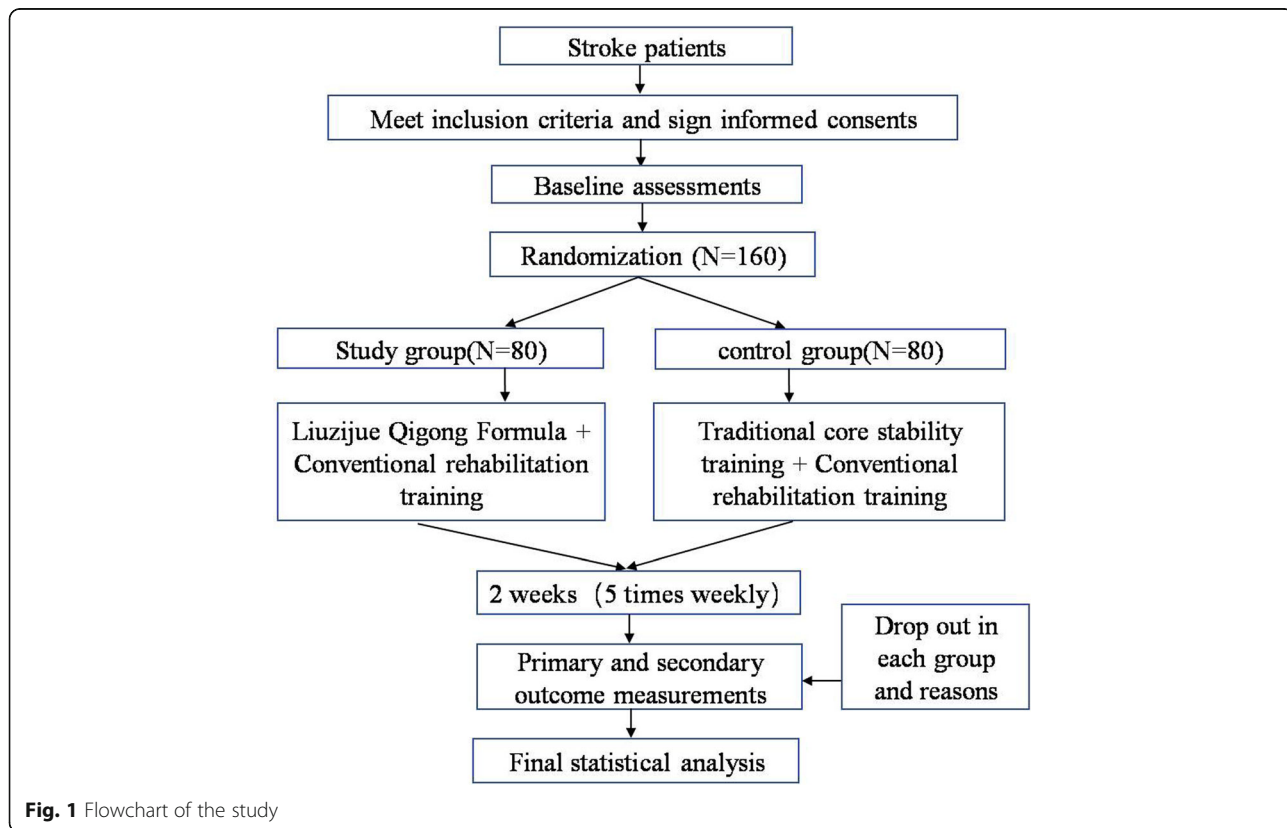 Stroke patients
Meet inclusion criteria and sign informed consents
Baseline assessments
Randomization (N=160)
Study group(N=80)
control group(N=80)
Liuzijue Qigong Formula +
Conventional rehabilitation
training
Traditional core stability
training + Conventional
rehabilitation training
2 weeks（5 times weekly）
Drop out in
each group
and reasons
Primary and secondary
outcome measurements
Final statistical analysis
Fig. 1 Flowchart of the study